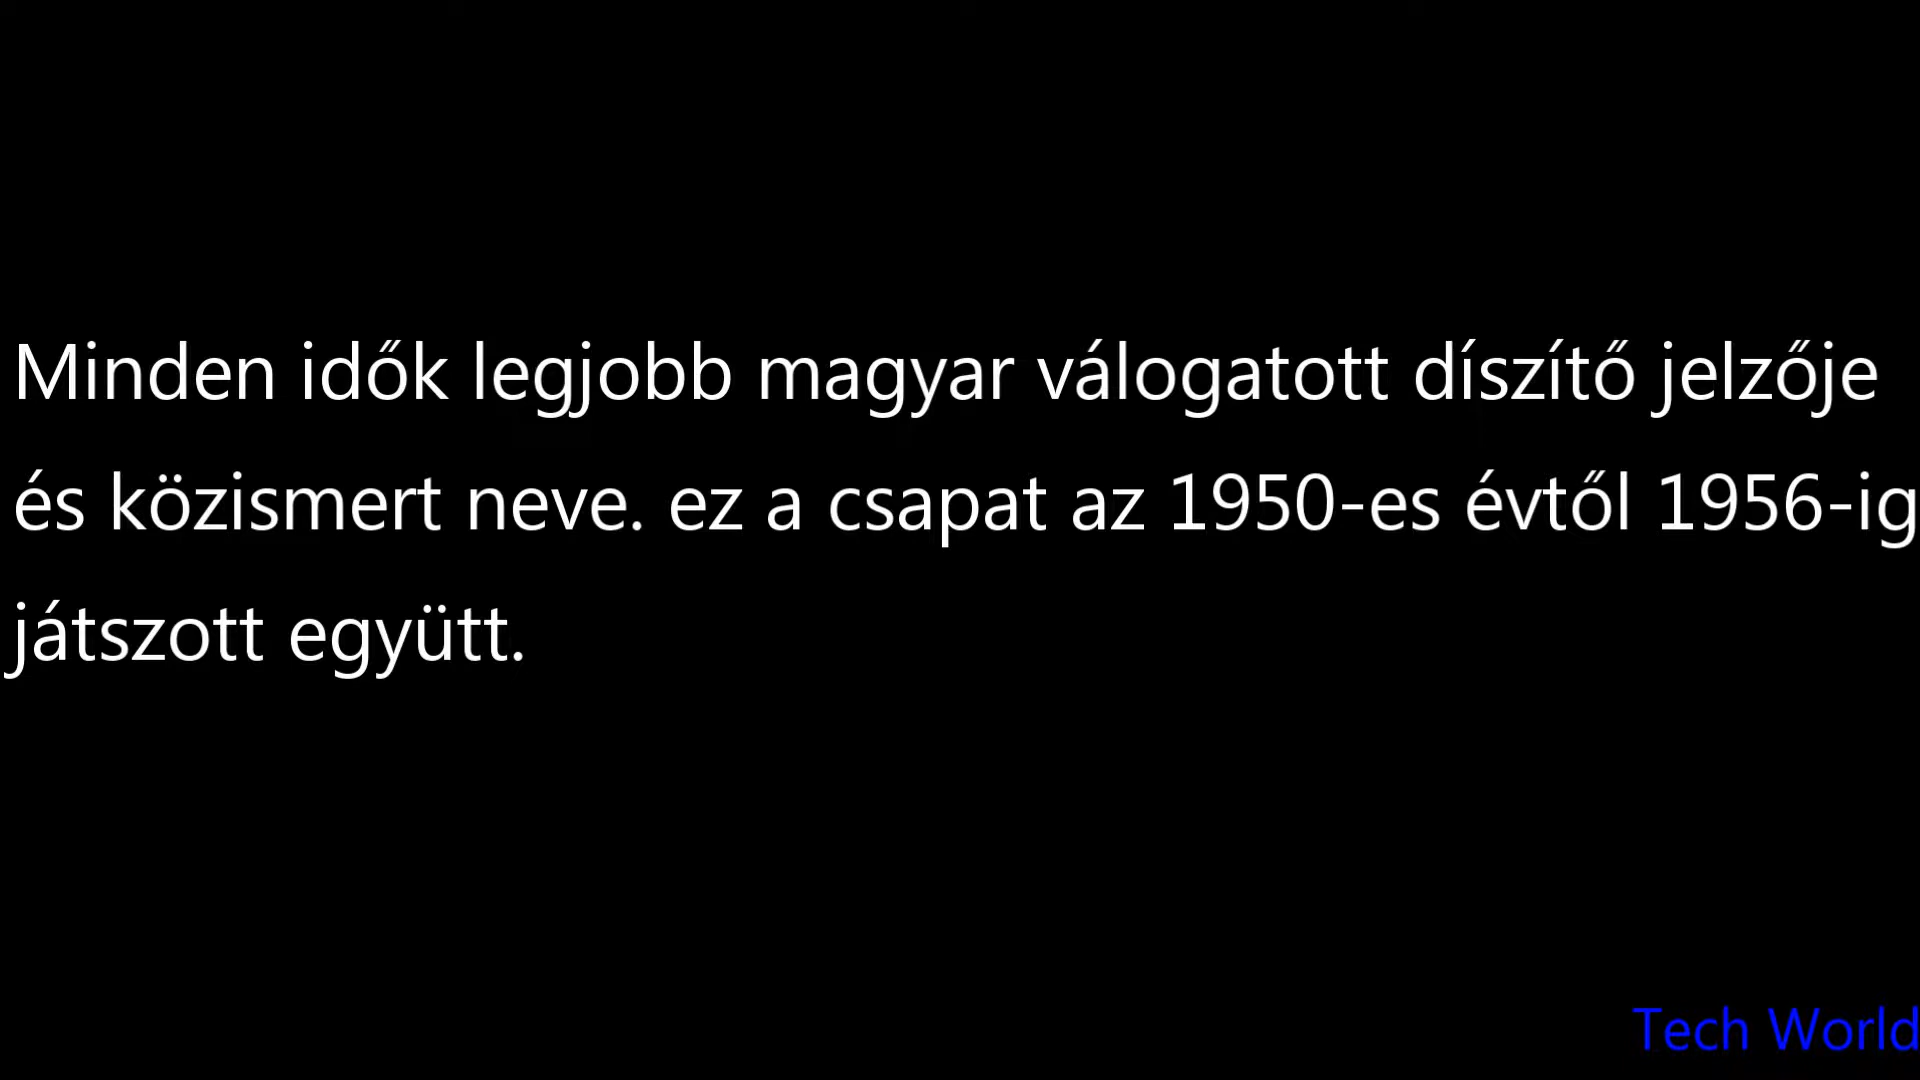 Minden idők legjobb magyar válogatott díszítő jelzője
és közismert neve. ez a csapat az 1950-es évtől 1956-ig
játszott együtt.
Tech World